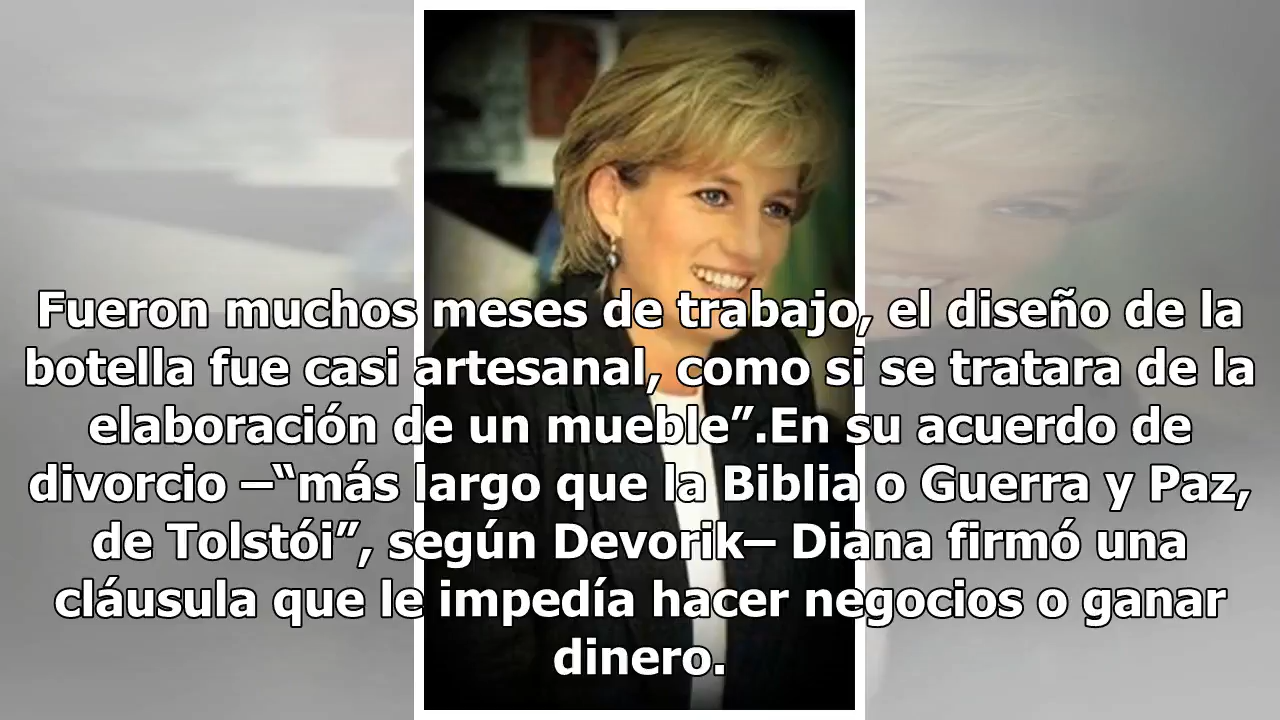 Fueron muchos meses de trabajo, el diseño de la
botella fue casi artesanal, como si se tratara de la
elaboración de un mueble”.En su acuerdo de
divorcio –“más largo que la Biblia o Guerra y Paz,
de Tolstói”, según Devorik– Diana firmó una
cláusula que le impedía hacer negocios o ganar
dinero.